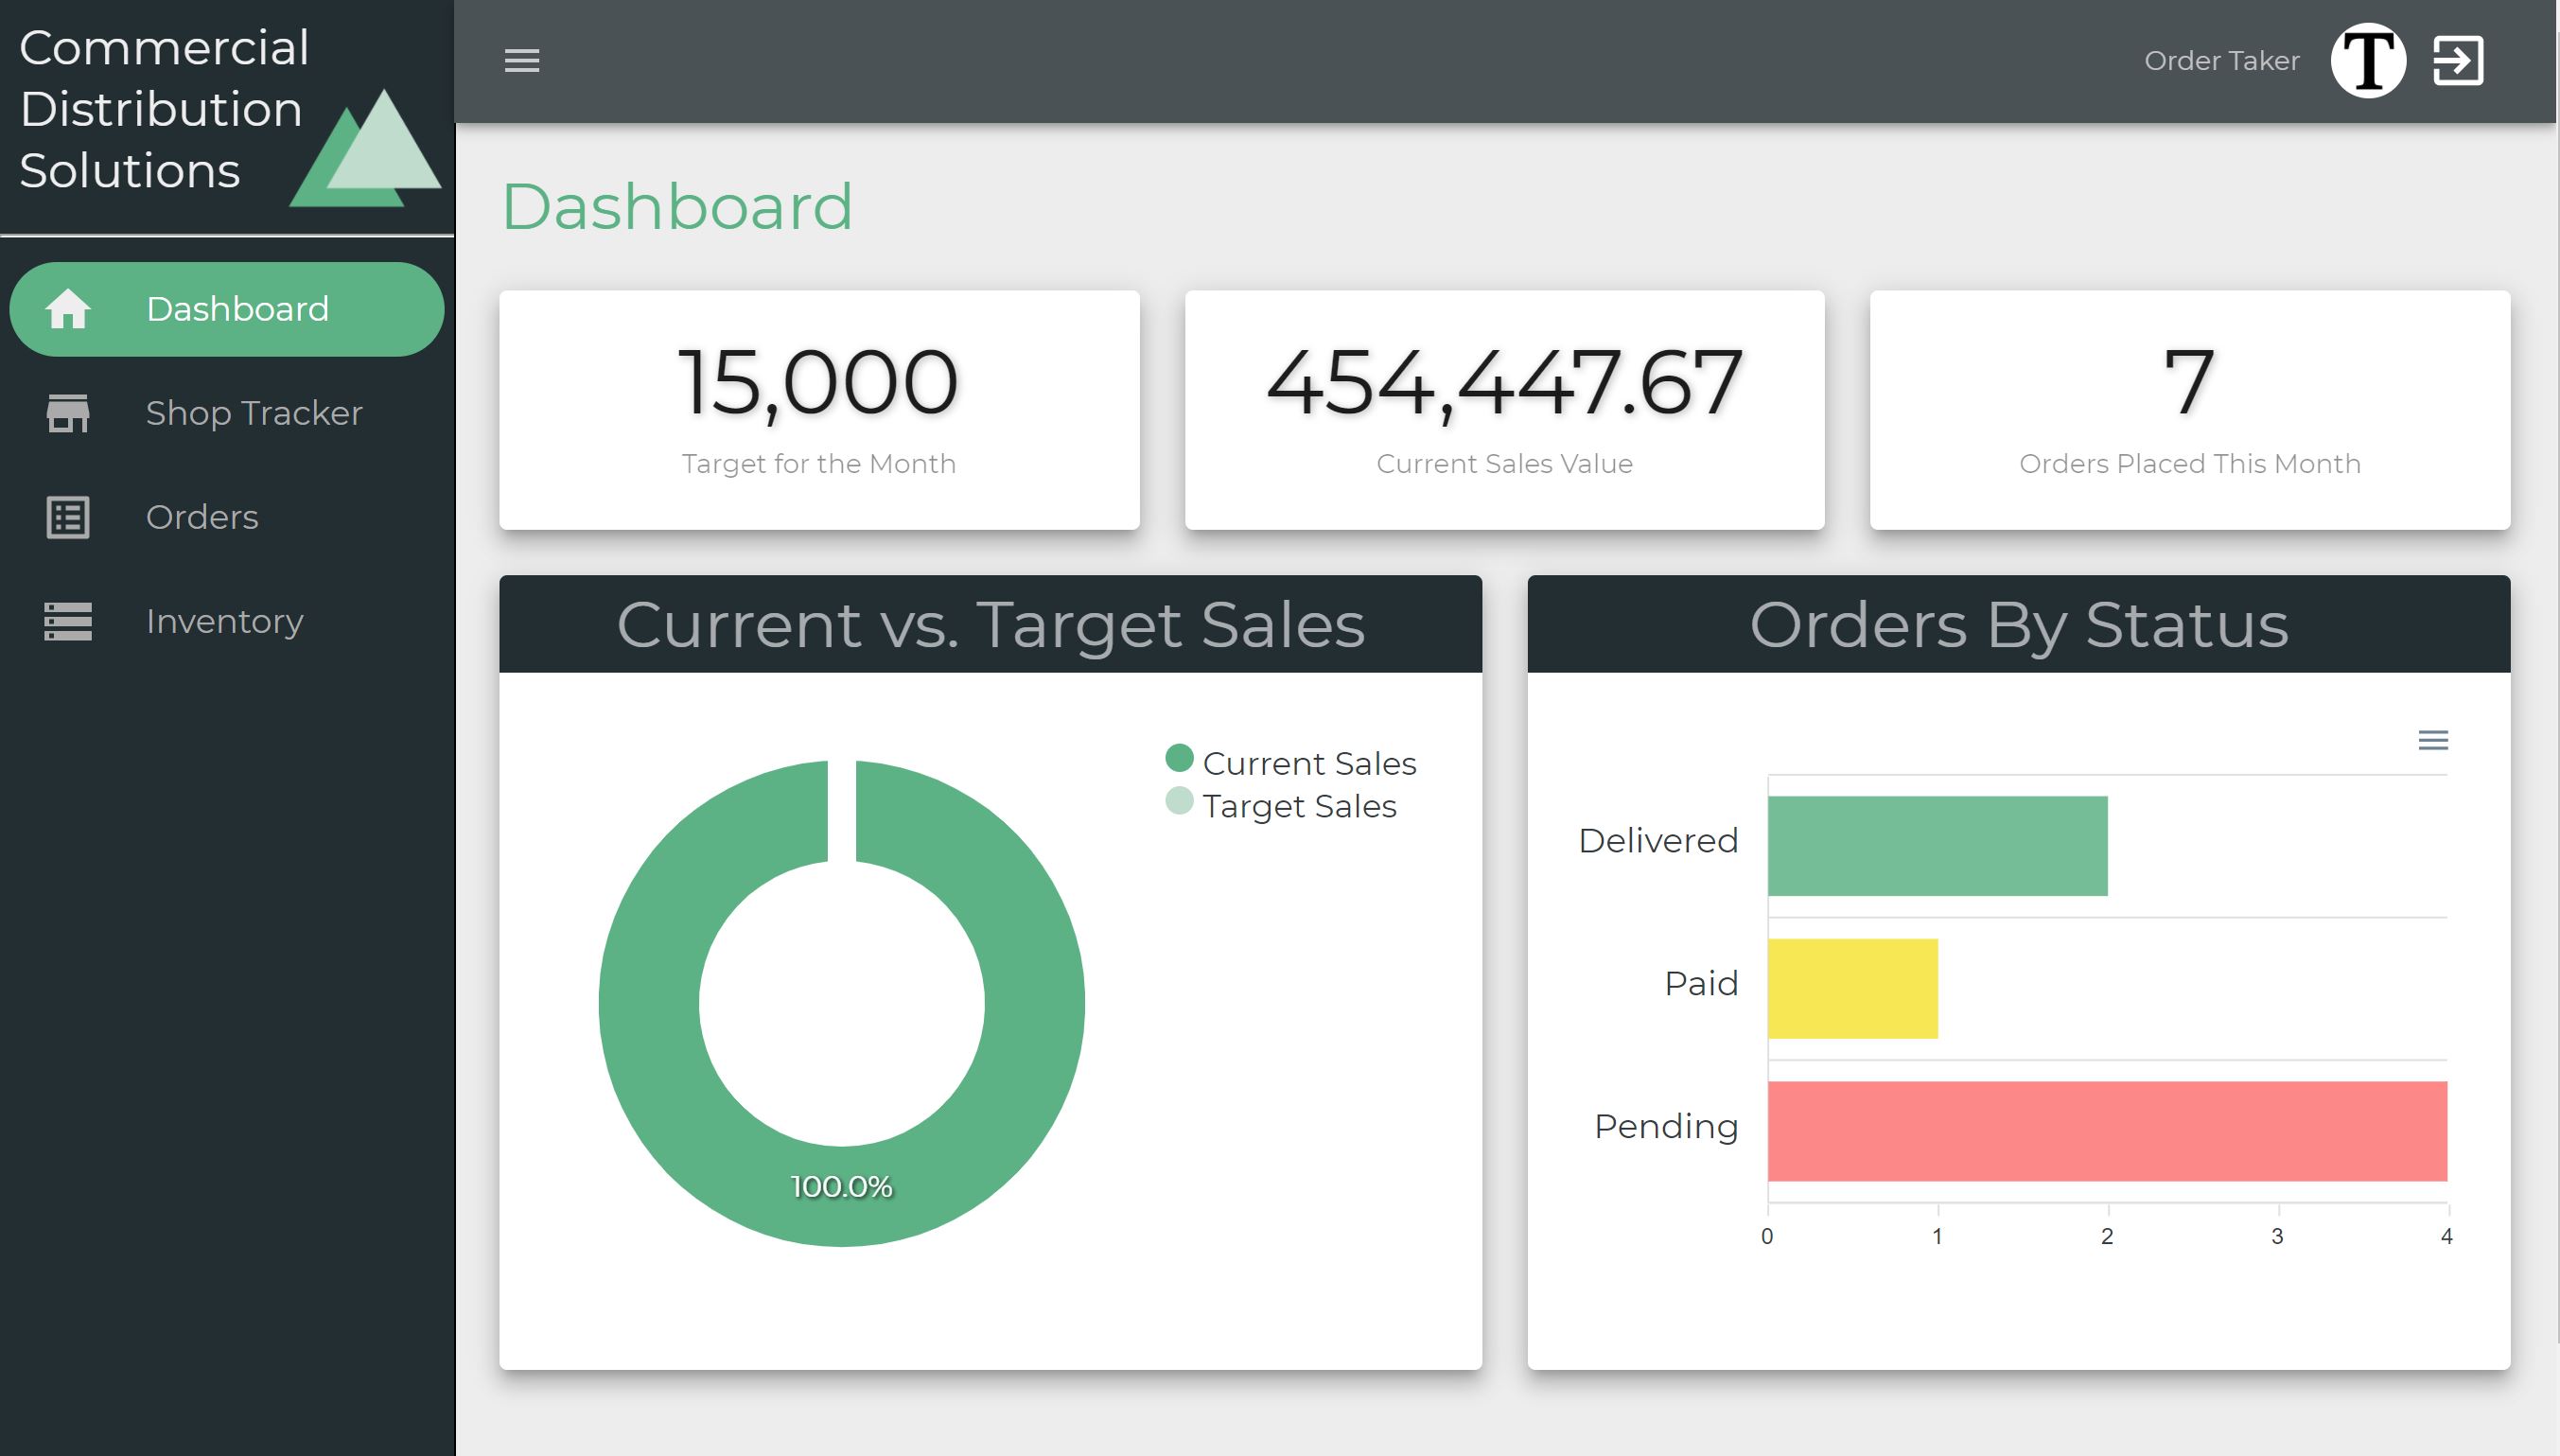 Commercial
Distribution
Solutions
Order Taker
T
Dashboard
Shop Tracker
Orders
Inventory
Dashboard
15,000
Target for the Month
454,447.67
Current Sales Value
7
Orders Placed This Month
Current vs. Target Sales
Current Sales
Target Sales
100.0%
Orders By Status
Delivered
Paid
Pending
0 1 2 3 4